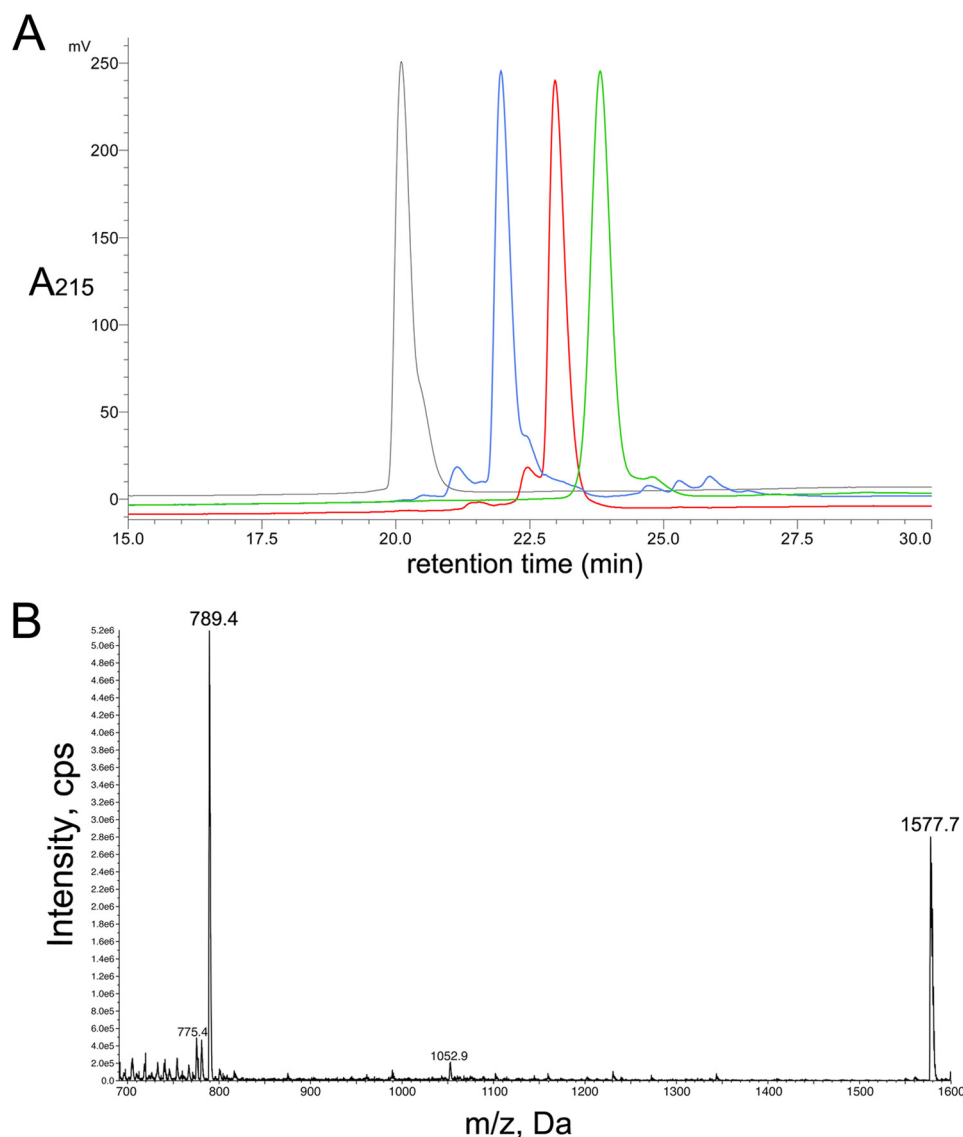 A
mV
250
200
150
A215
100
50
0
15.0 17.5 20.0 22.5 25.0 27.5 30.0
retention time (min)
B
789.4
5.2e6
5.0e6
4.8e6
4.6e6
4.4e6
4.2e6
4.0e6
3.8e6
3.6e6
3.4e6
3.2e6
3.0e6
2.8e6
2.6e6
2.4e6
2.2e6
2.0e6
1.8e6
1.6e6
1.4e6
1.2e6
1.0e6
8.0e5
6.0e5
4.0e5
2.0e5
0.0
Intensity, cps
1577.7
775.4
1052.9
700 800 900 1000 1100 1200 1300 1400 1500 1600
m/z, Da